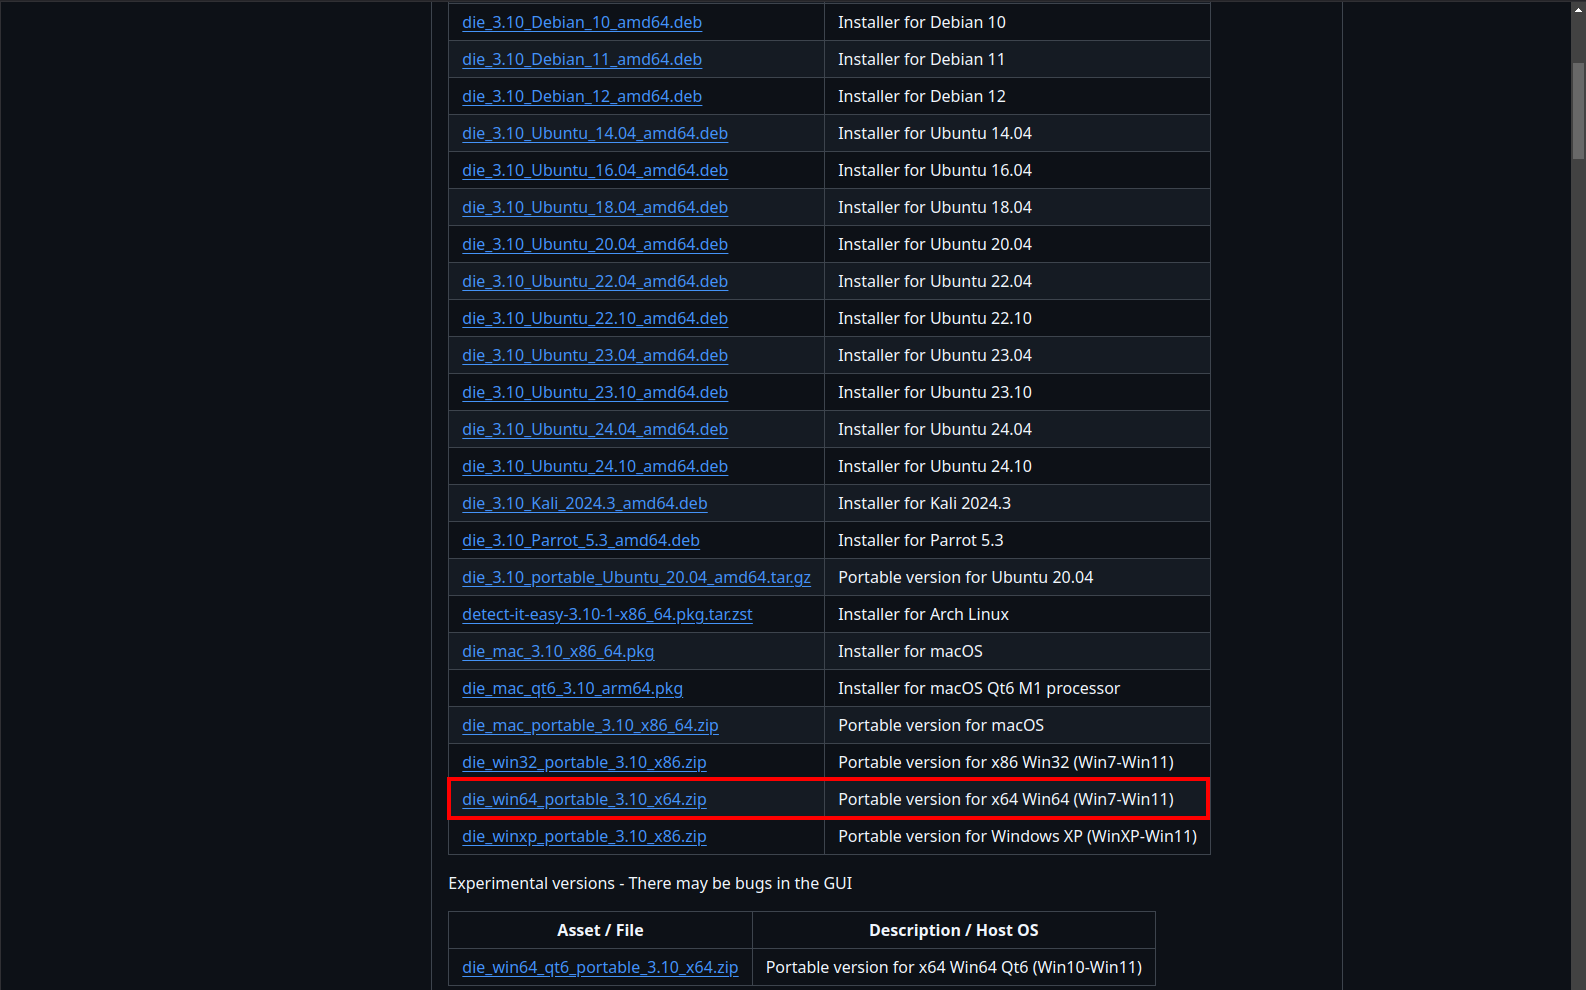 die_3.10_Debian_10_amd64.deb Installer for Debian 10
die_3.10_Debian_11_amd64.deb Installer for Debian 11
die_3.10_Debian_12_amd64.deb Installer for Debian 12
die_3.10_Ubuntu_14.04_amd64.deb Installer for Ubuntu 14.04
die_3.10_Ubuntu_16.04_amd64.deb Installer for Ubuntu 16.04
die_3.10_Ubuntu_18.04_amd64.deb Installer for Ubuntu 18.04
die_3.10_Ubuntu_20.04_amd64.deb Installer for Ubuntu 20.04
die_3.10_Ubuntu_22.04_amd64.deb Installer for Ubuntu 22.04
die_3.10_Ubuntu_22.10_amd64.deb Installer for Ubuntu 22.10
die_3.10_Ubuntu_23.04_amd64.deb Installer for Ubuntu 23.04
die_3.10_Ubuntu_23.10_amd64.deb Installer for Ubuntu 23.10
die_3.10_Ubuntu_24.04_amd64.deb Installer for Ubuntu 24.04
die_3.10_Ubuntu_24.10_amd64.deb Installer for Ubuntu 24.10
die_3.10_Kali_2024.3_amd64.deb Installer for Kali 2024.3
die_3.10_Parrot_5.3_amd64.deb Installer for Parrot 5.3
die_3.10_portable_Ubuntu_20.04_amd64.tar.gz Portable version for Ubuntu 20.04
detect-it-easy-3.10-1-x86_64.pkg.tar.zst Installer for Arch Linux
die_mac_3.10_x86_64.pkg Installer for macOS
die_mac_qt6_3.10_arm64.pkg Installer for macOS Qt6 M1 processor
die_mac_portable_3.10_x86_64.zip Portable version for macOS
die_win32_portable_3.10_x86.zip Portable version for x86 Win32 (Win7-Win11)
die_win64_portable_3.10_x64.zip Portable version for x64 Win64 (Win7-Win11)
die_winxp_portable_3.10_x86.zip Portable version for Windows XP (WinXP-Win11)
Experimental versions - There may be bugs in the GUI
Asset / File Description / Host OS
die_win64_qt6_portable_3.10_x64.zip Portable version for x64 Win64 Qt6 (Win10-Win11)